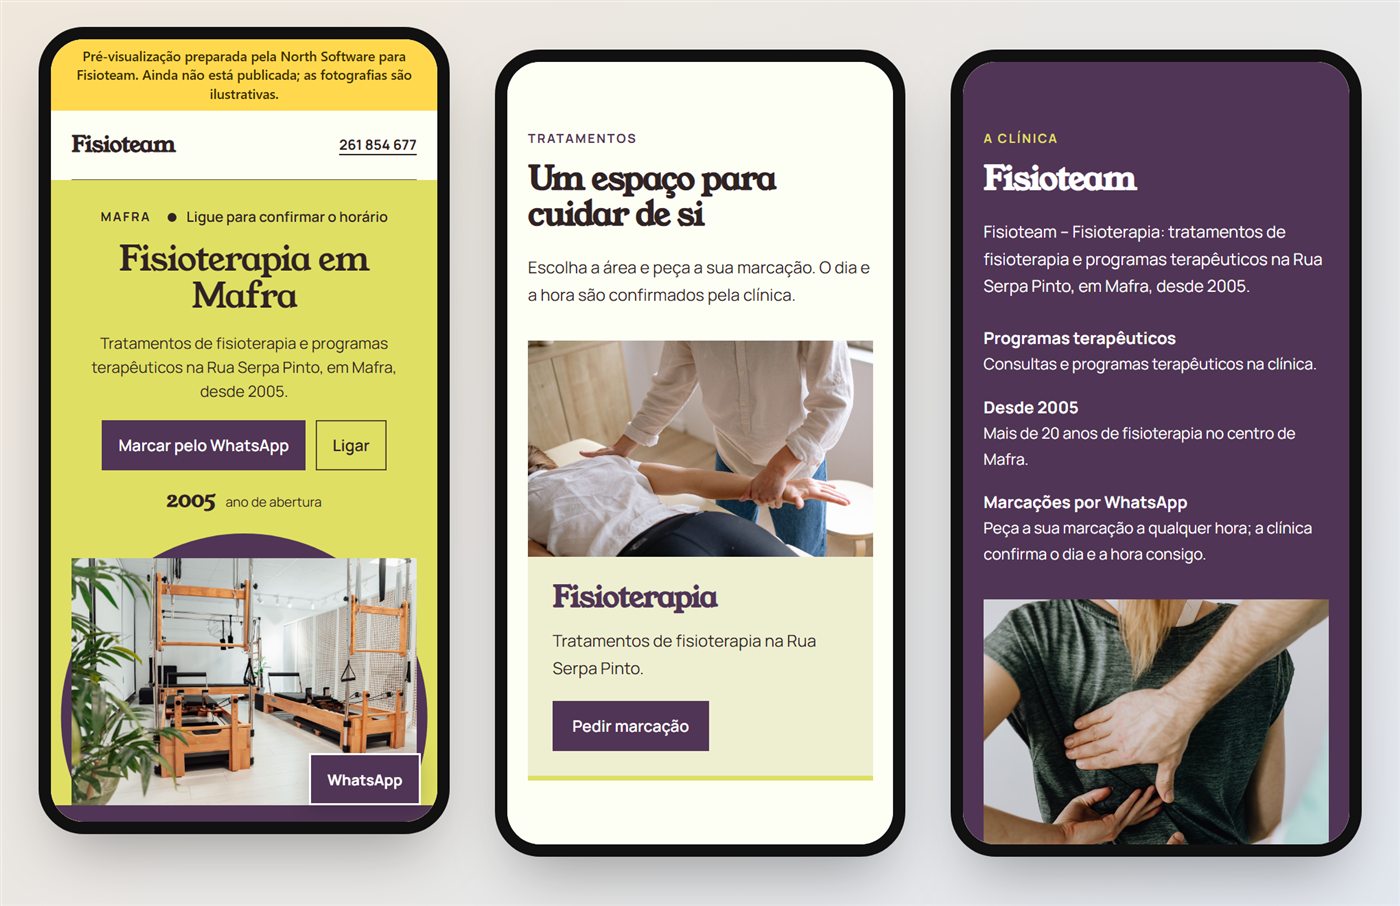 Pré-visualização preparada pela North Software para
Fisioteam. Ainda não está publicada; as fotografias são
ilustrativas.
Fisioteam
261 854 677
MAFRA ● Ligue para confirmar o horário
Fisioterapia em
Mafra
Tratamentos de fisioterapia e programas
terapêuticos na Rua Serpa Pinto, em Mafra,
desde 2005.
Marcar pelo WhatsApp
Ligar
2005 ano de abertura
WhatsApp
TRATAMENTOS
Um espaço para
cuidar de si
Escolha a área e peça a sua marcação. O dia e
a hora são confirmados pela clínica.
Fisioterapia
Tratamentos de fisioterapia na Rua
Serpa Pinto.
Pedir marcação
A CLÍNICA
Fisioteam
Fisioteam – Fisioterapia: tratamentos de
fisioterapia e programas terapêuticos na Rua
Serpa Pinto, em Mafra, desde 2005.
Programas terapêuticos
Consultas e programas terapêuticos na clínica.
Desde 2005
Mais de 20 anos de fisioterapia no centro de
Mafra.
Marcações por WhatsApp
Peça a sua marcação a qualquer hora; a clínica
confirma o dia e a hora consigo.